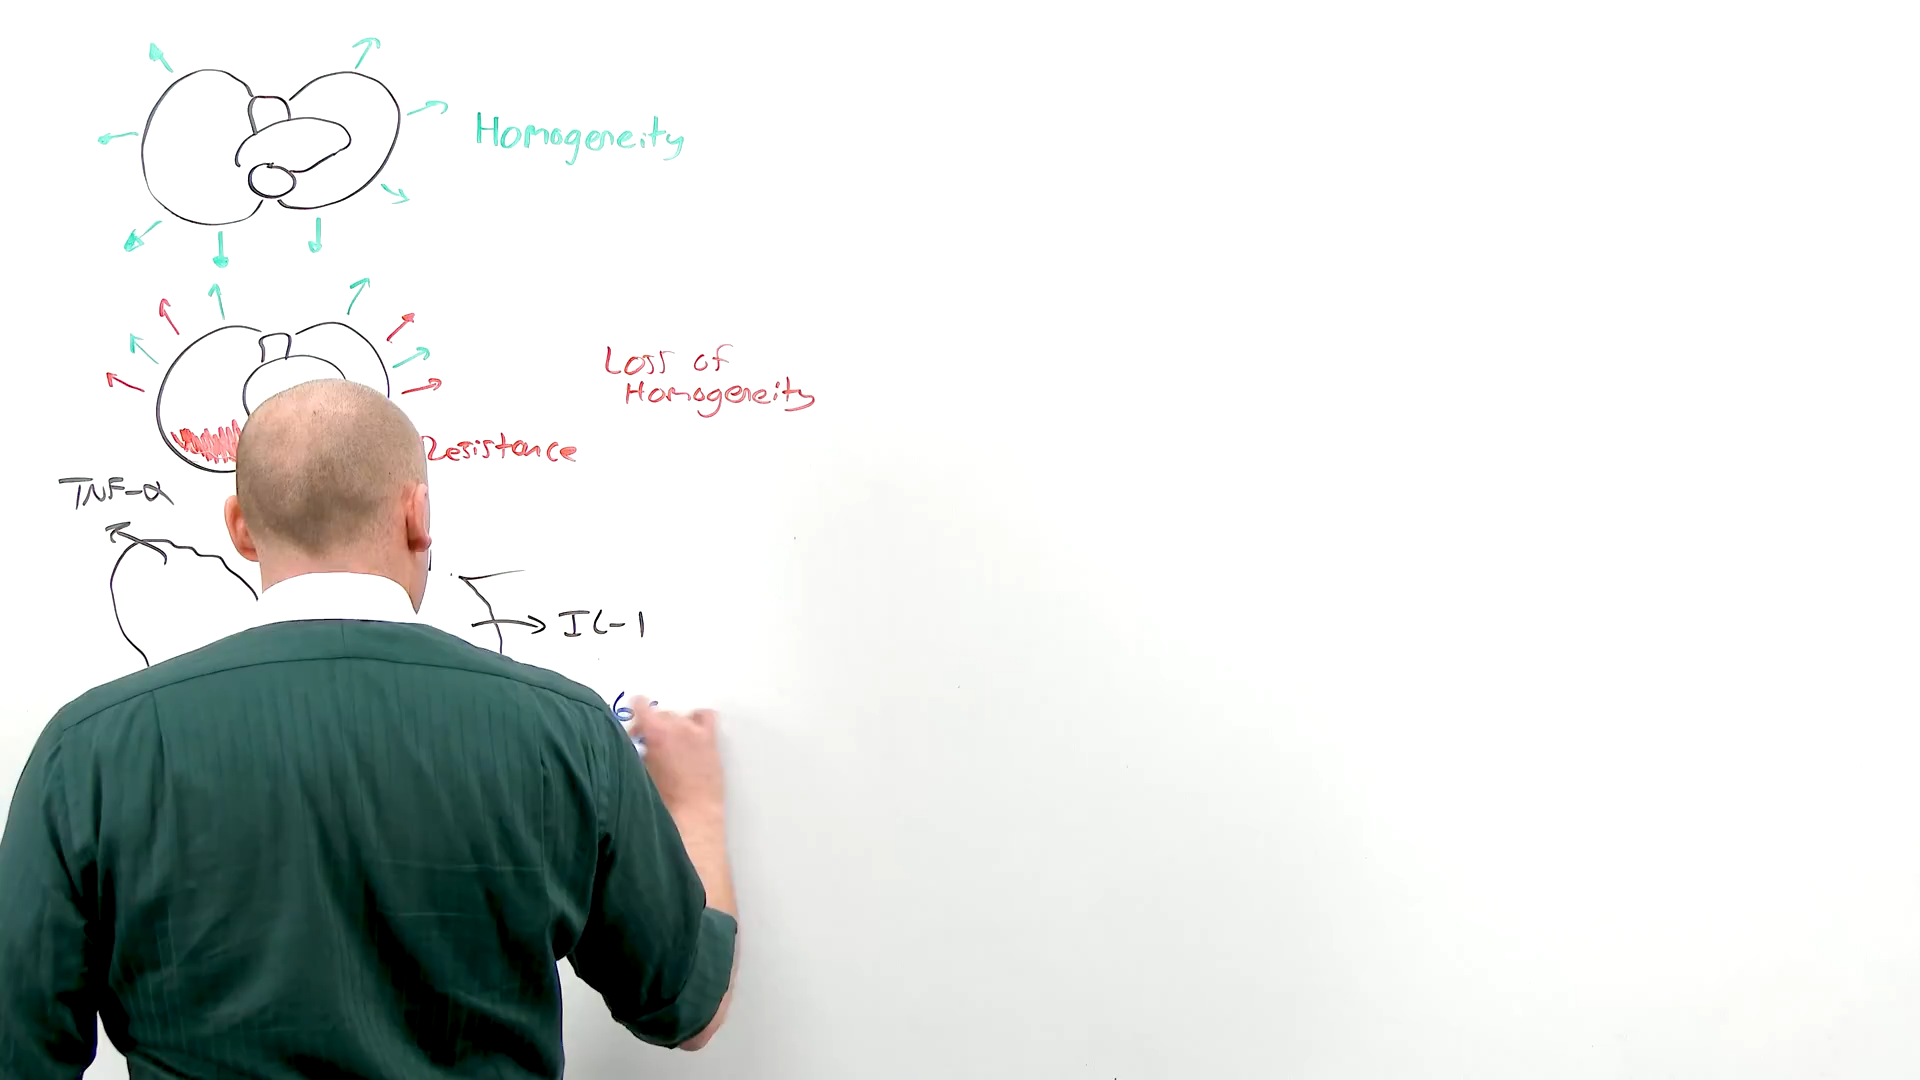 Homogeneity
Loss of
Homogeneity
Resistance
TNF-α
IL-1